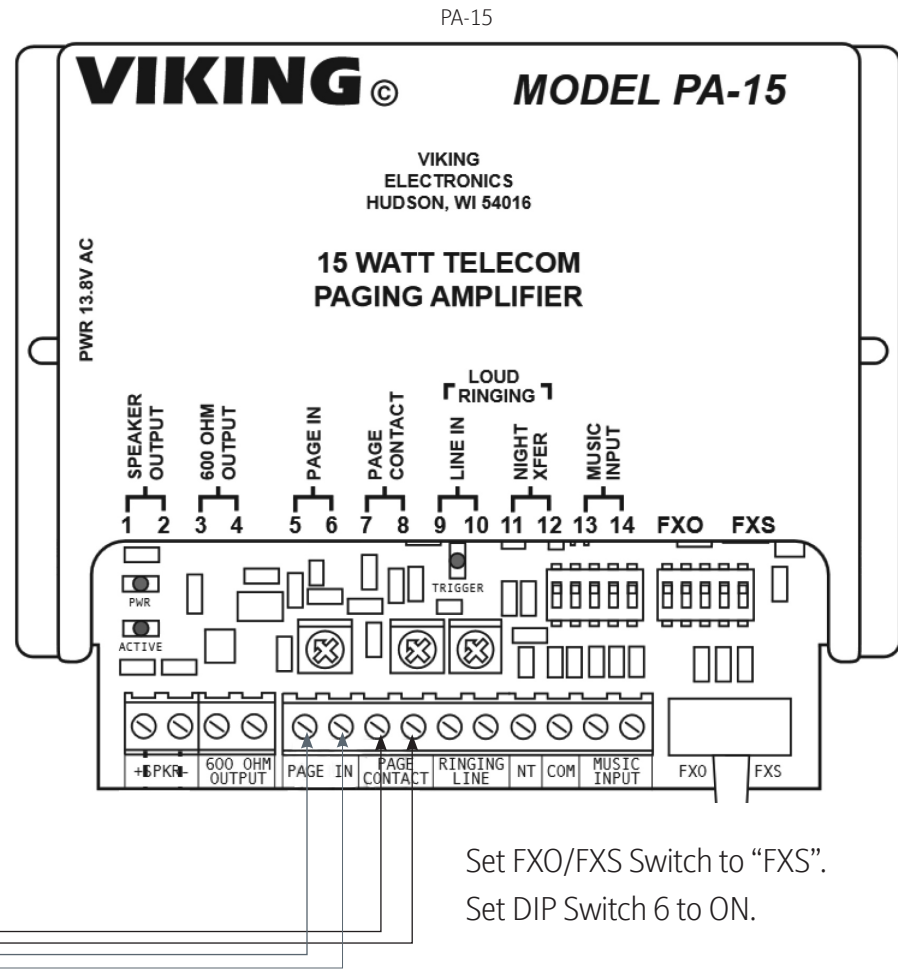 PA-15
VIKING ©
MODEL PA-15
VIKING
ELECTRONICS
HUDSON, WI 54016
PWR 13.8V AC
15 WATT TELECOM
PAGING AMPLIFIER
LOUD
RINGING
SPEAKER
OUTPUT
600 OHM
OUTPUT
PAGE IN
PAGE
CONTACT
LINE IN
NIGHT
XFER
MUSIC
INPUT
1 2 3 4 5 6 7 8 9 10 11 12 13 14 FXO FXS
TRIGGER
PWR
ACTIVE
+SPKR-
600 OHM
OUTPUT
PAGE IN
PAGE
CONTACT
RINGING
LINE
NT
COM
MUSIC
INPUT
FXO
FXS
Set FXO/FXS Switch to “FXS”.
Set DIP Switch 6 to ON.